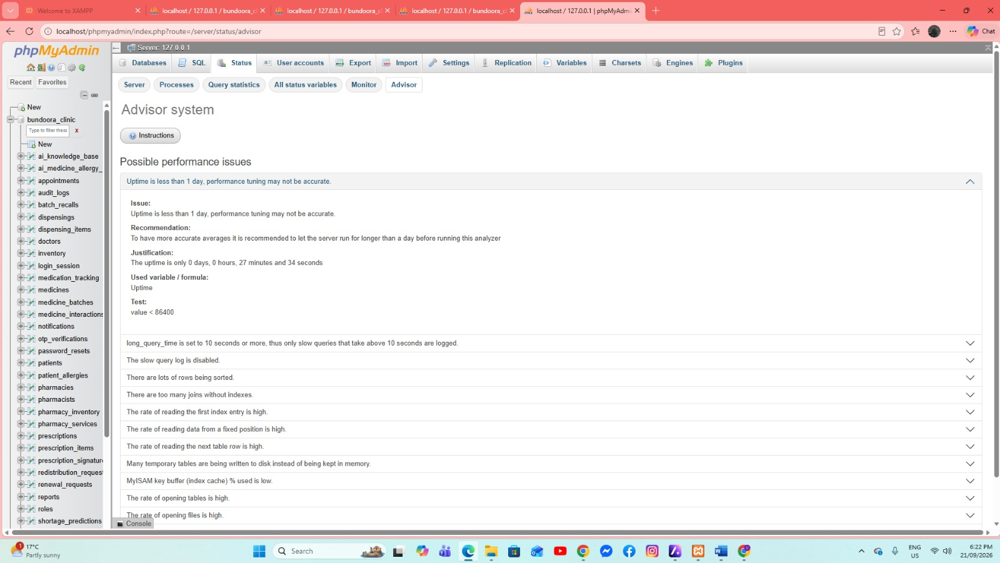 Welcome to XAMPP
localhost / 127.0.0.1 / bundoora_cl
localhost / 127.0.0.1 / bundoora_cl
localhost / 127.0.0.1 / bundoora_cl
localhost / 127.0.0.1 | phpMyAdmi
localhost/phpmyadmin/index.php?route=/server/status/advisor
Chat
phpMyAdmin
Recent
Favorites
New
bundoora_clinic
Type to filter these
x
New
ai_knowledge_base
ai_medicine_allergy_
appointments
audit_logs
batch_recalls
dispensings
dispensing_items
doctors
inventory
login_session
medication_tracking
medicines
medicine_batches
medicine_interactions
notifications
otp_verifications
password_resets
patients
patient_allergies
pharmacies
pharmacists
pharmacy_inventory
pharmacy_services
prescriptions
prescription_items
prescription_signature
redistribution_request
renewal_requests
reports
roles
shortage_predictions
Server: 127.0.0.1
Databases
SQL
Status
User accounts
Export
Import
Settings
Replication
Variables
Charsets
Engines
Plugins
Server
Processes
Query statistics
All status variables
Monitor
Advisor
Advisor system
Instructions
Possible performance issues
Uptime is less than 1 day, performance tuning may not be accurate.
Issue:
Uptime is less than 1 day, performance tuning may not be accurate.
Recommendation:
To have more accurate averages it is recommended to let the server run for longer than a day before running this analyzer
Justification:
The uptime is only 0 days, 0 hours, 27 minutes and 34 seconds
Used variable / formula:
Uptime
Test:
value < 86400
long_query_time is set to 10 seconds or more, thus only slow queries that take above 10 seconds are logged.
The slow query log is disabled.
There are lots of rows being sorted.
There are too many joins without indexes.
The rate of reading the first index entry is high.
The rate of reading data from a fixed position is high.
The rate of reading the next table row is high.
Many temporary tables are being written to disk instead of being kept in memory.
MyISAM key buffer (index cache) % used is low.
The rate of opening tables is high.
The rate of opening files is high.
Console
1
17°C
Partly sunny
Search
ENG
US
6:22 PM
21/09/2026